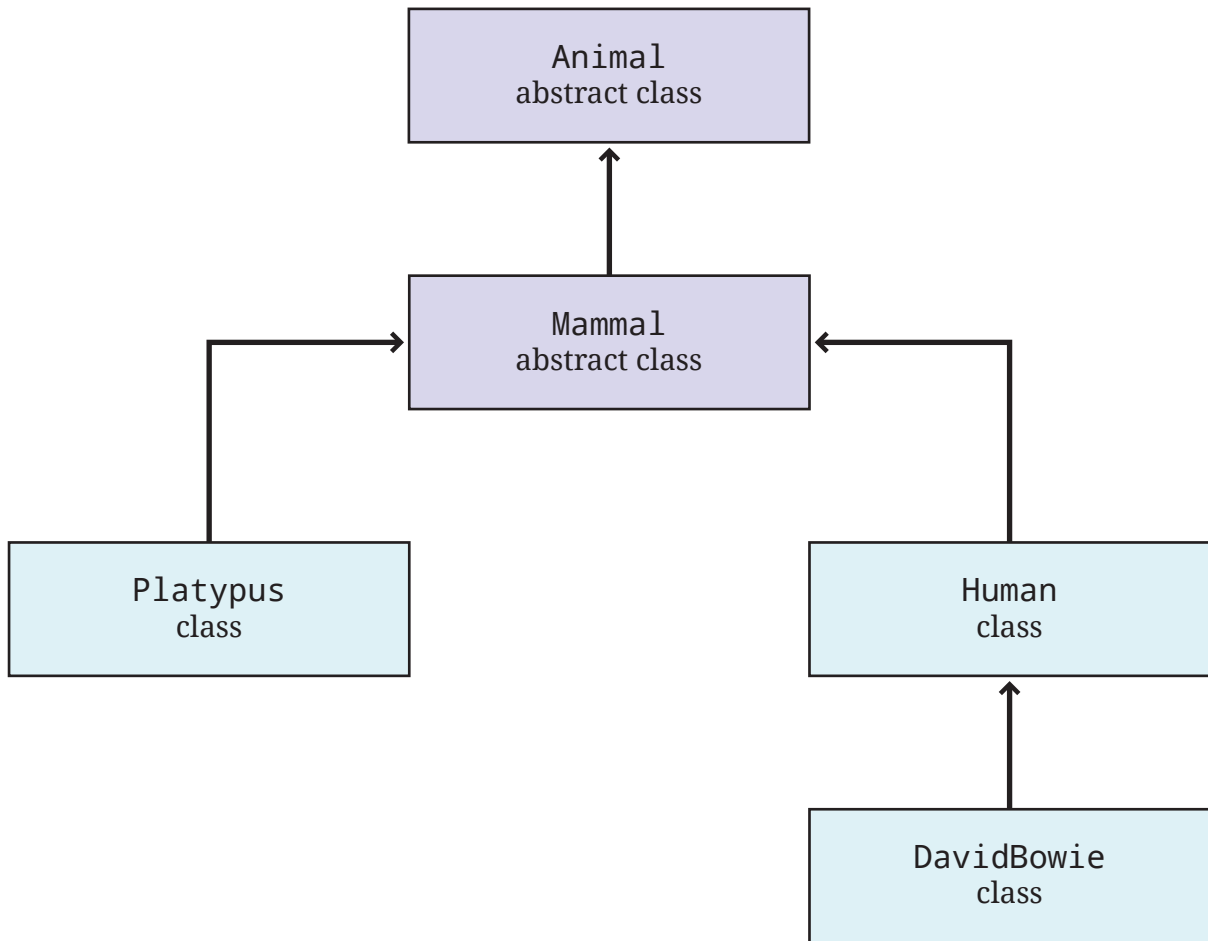 Animal
abstract class
Mammal
abstract class
Platypus
class
Human
class
DavidBowie
class